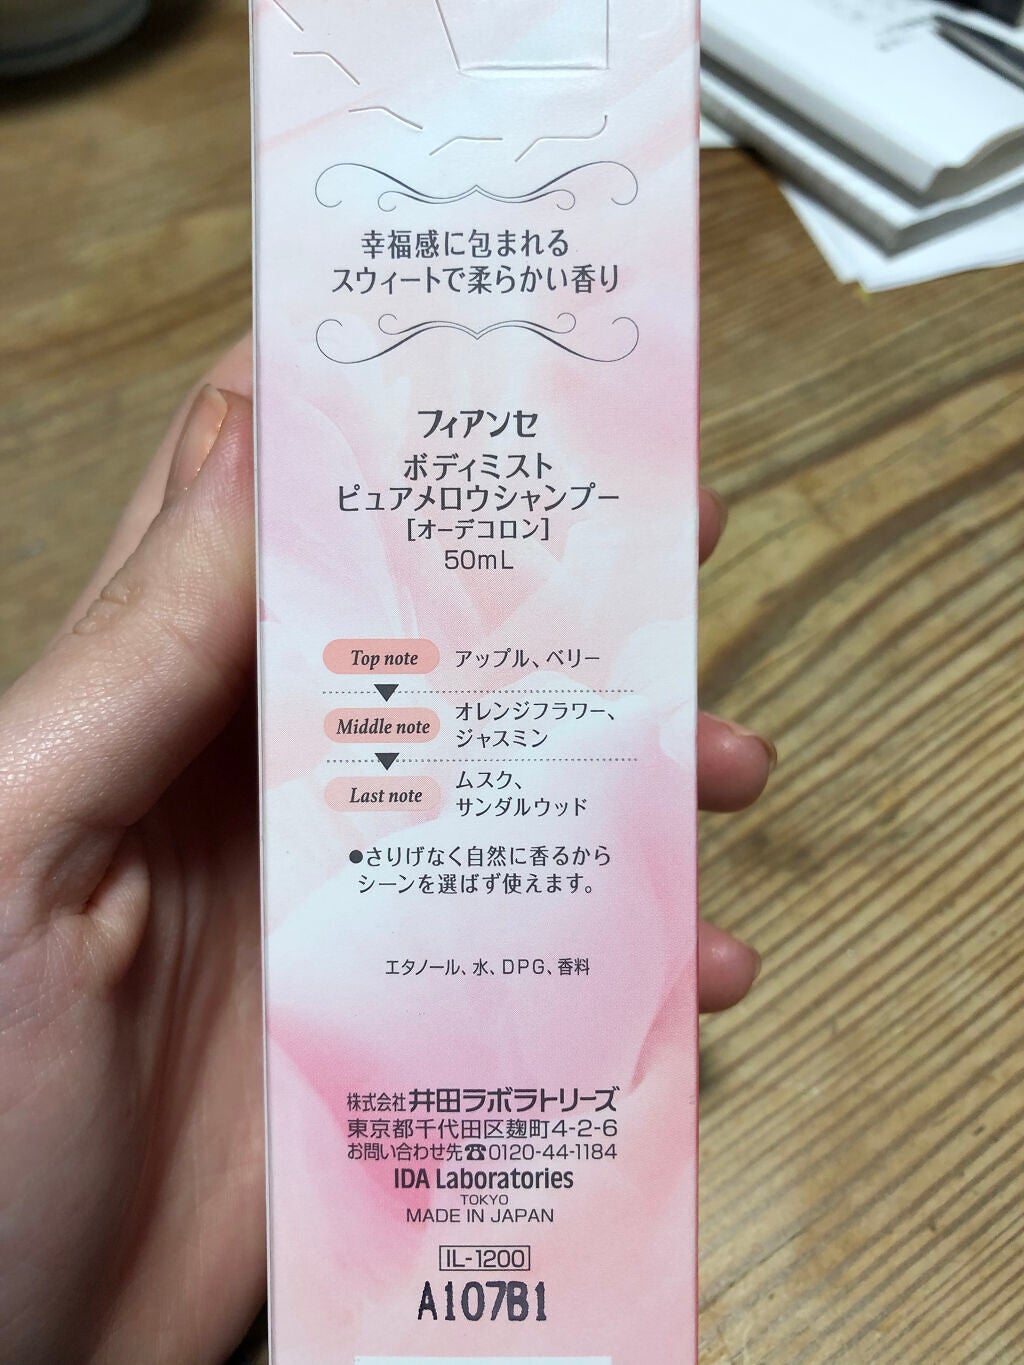 幸福感に包まれる
スウィートで柔らかい香り
フィアンセ
ボディミスト
ピュアメロウシャンプー
[オーデコロン]
50mL
Top note アップル、ベリー
Middle note オレンジフラワー、
ジャスミン
Last note ムスク、
サンダルウッド
●さりげなく自然に香るから
シーンを選ばず使えます。
エタノール、水、DPG、香料
株式会社 井田ラボラトリーズ
東京都千代田区麹町4-2-6
お問い合わせ先☎0120-44-1184
IDA Laboratories
TOKYO
MADE IN JAPAN
IL-1200
A107B1